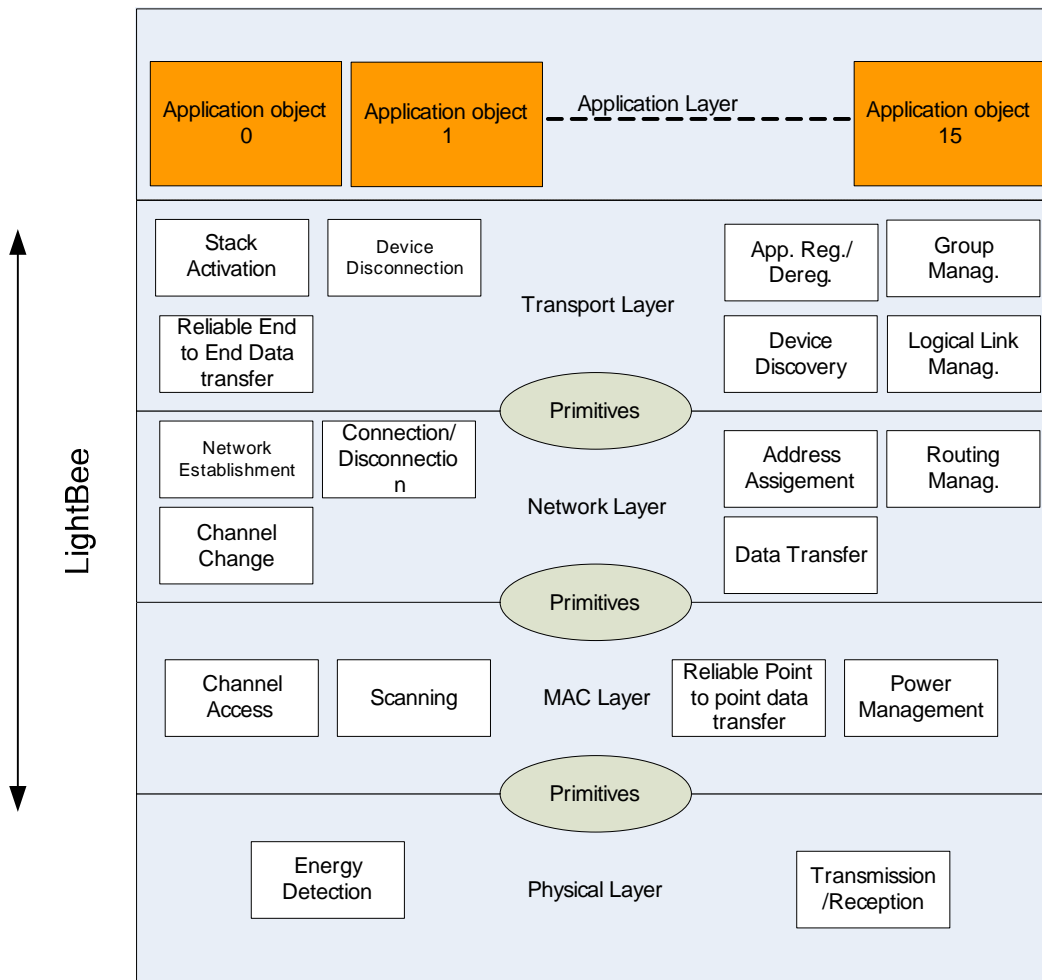 Application object
0
Application object
1
Application Layer
Application object
15
Stack
Activation
Device
Disconnection
App. Reg./
Dereg.
Group
Manag.
Transport Layer
Reliable End
to End Data
transfer
Device
Discovery
Logical Link
Manag.
Primitives
Network
Establishment
Connection/
Disconnectio
n
Address
Assigement
Routing
Manag.
Network Layer
Channel
Change
Data Transfer
Primitives
Channel
Access
Scanning
MAC Layer
Reliable Point
to point data
transfer
Power
Management
Primitives
Energy
Detection
Physical Layer
Transmission
/Reception
LightBee